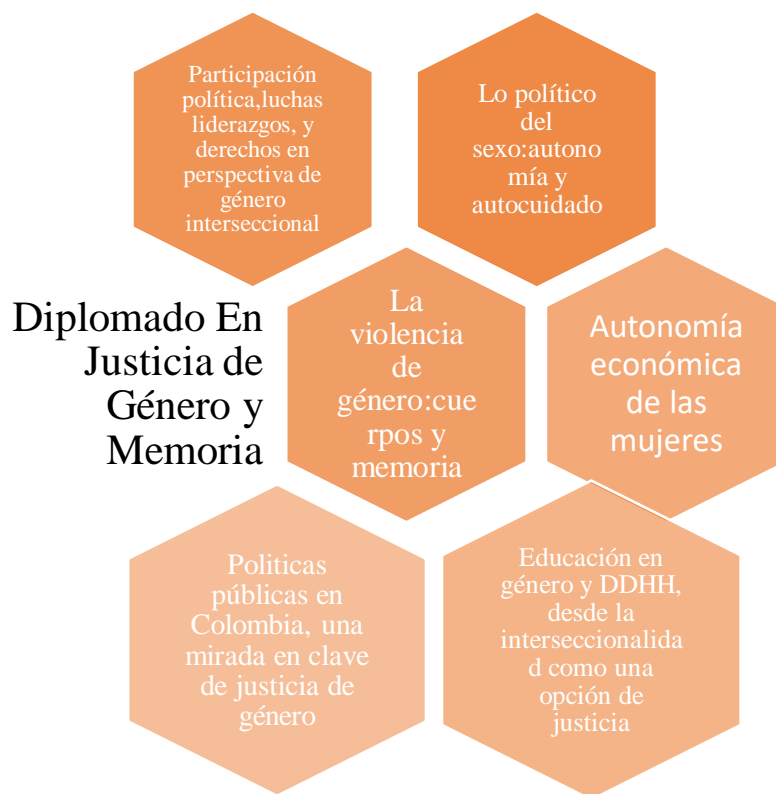 Participación
política,luchas
liderazgos, y
derechos en
perspectiva de
género
interseccional
Lo político
del
sexo:autono
mía y
autocuidado
Diplomado En
Justicia de
Género y
Memoria
La
violencia
de
género:cue
rpos y
memoria
Autonomía
económica
de las
mujeres
Politicas
públicas en
Colombia, una
mirada en clave
de justicia de
género
Educación en
género y DDHH,
desde la
interseccionalida
d como una
opción de
justicia